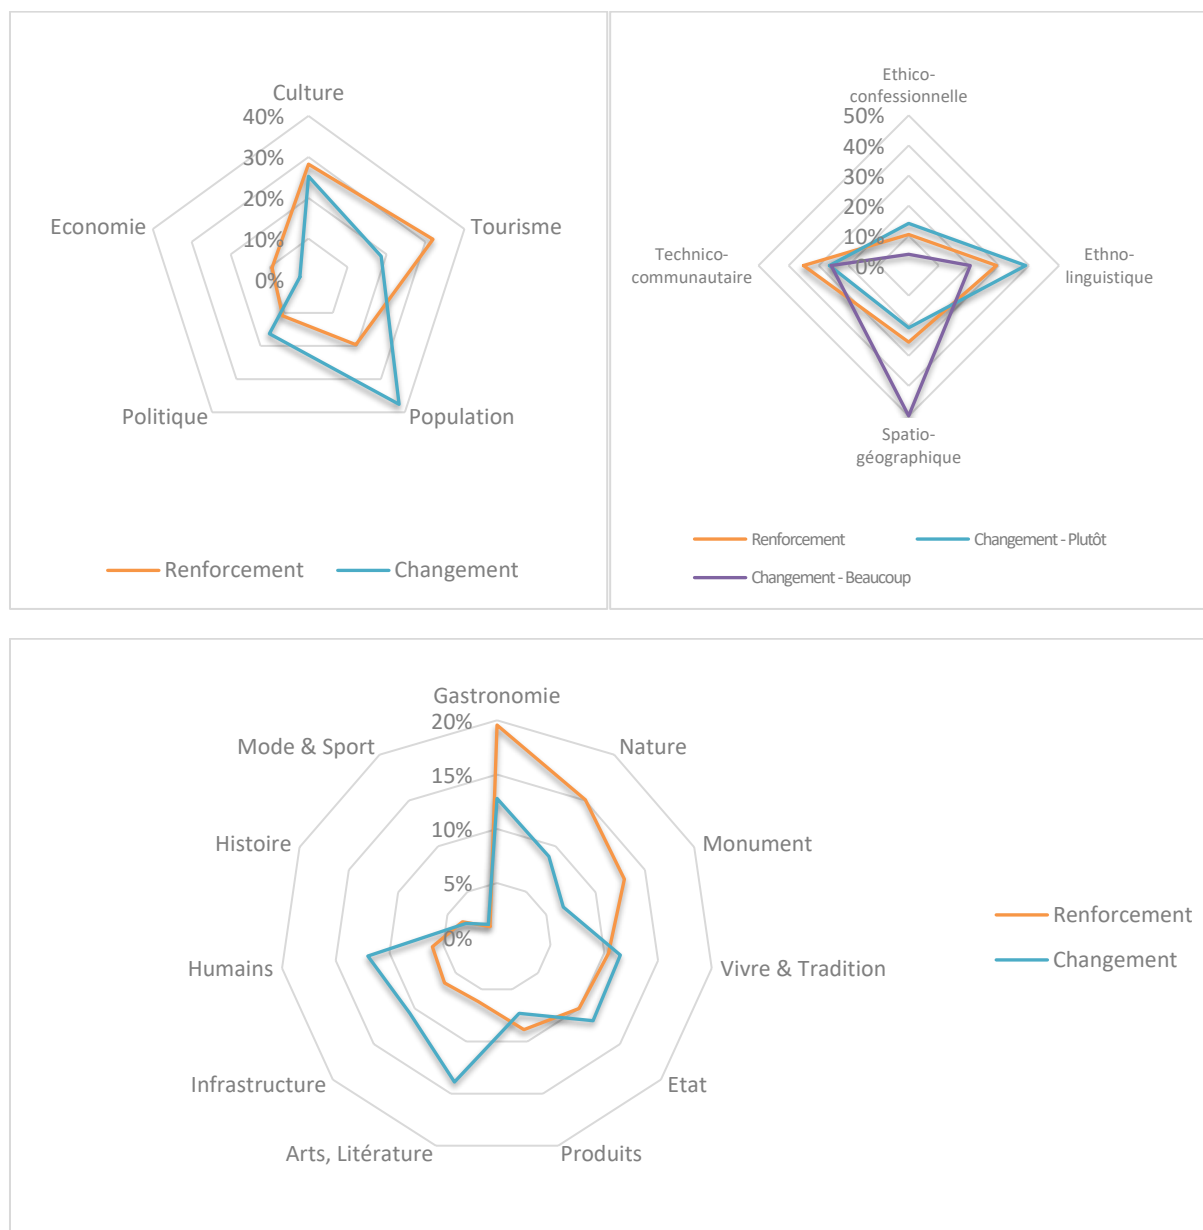 Culture
40%
30%
20%
10%
0%
Tourisme
Population
Politique
Economie
Renforcement
Changement
Ethico-
confessionnelle
50%
40%
30%
20%
10%
0%
Ethno-
linguistique
Spatio-
géographique
Technico-
communautaire
Renforcement
Changement - Plutôt
Changement - Beaucoup
Gastronomie
20%
15%
10%
5%
0%
Nature
Monument
Vivre & Tradition
Etat
Produits
Arts, Litérature
Infrastructure
Humains
Histoire
Mode & Sport
Renforcement
Changement